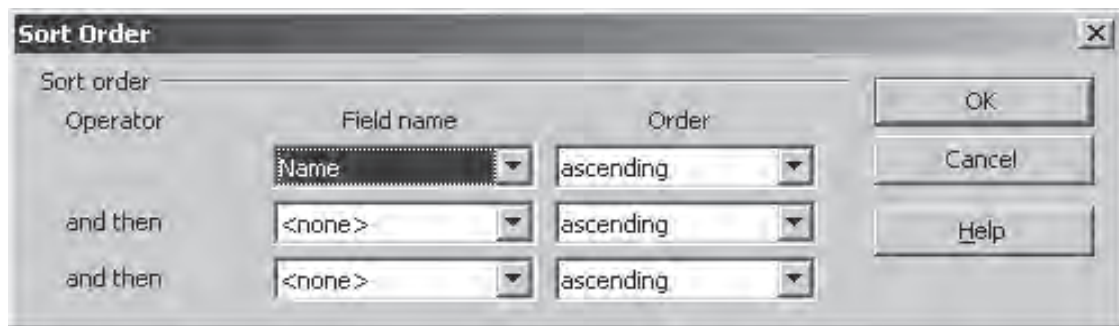 Sort Order
Sort order
Operator Field name Order
Name ascending
and then <none> ascending
and then <none> ascending
OK
Cancel
Help